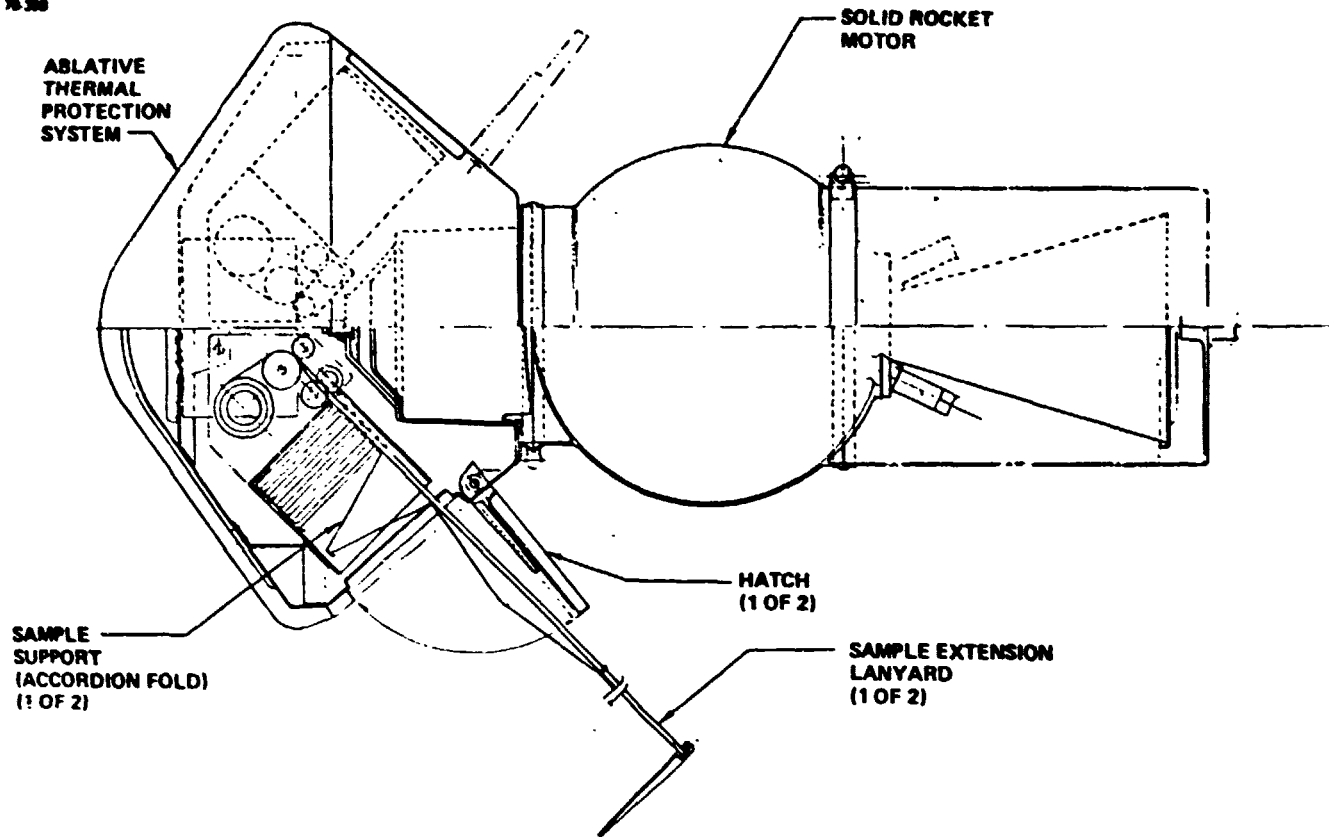 SOLID ROCKET
MOTOR
ABLATIVE
THERMAL
PROTECTION
SYSTEM
HATCH
(1 OF 2)
SAMPLE
SUPPORT
(ACCORDION FOLD)
(1 OF 2)
SAMPLE EXTENSION
LANYARD
(1 OF 2)